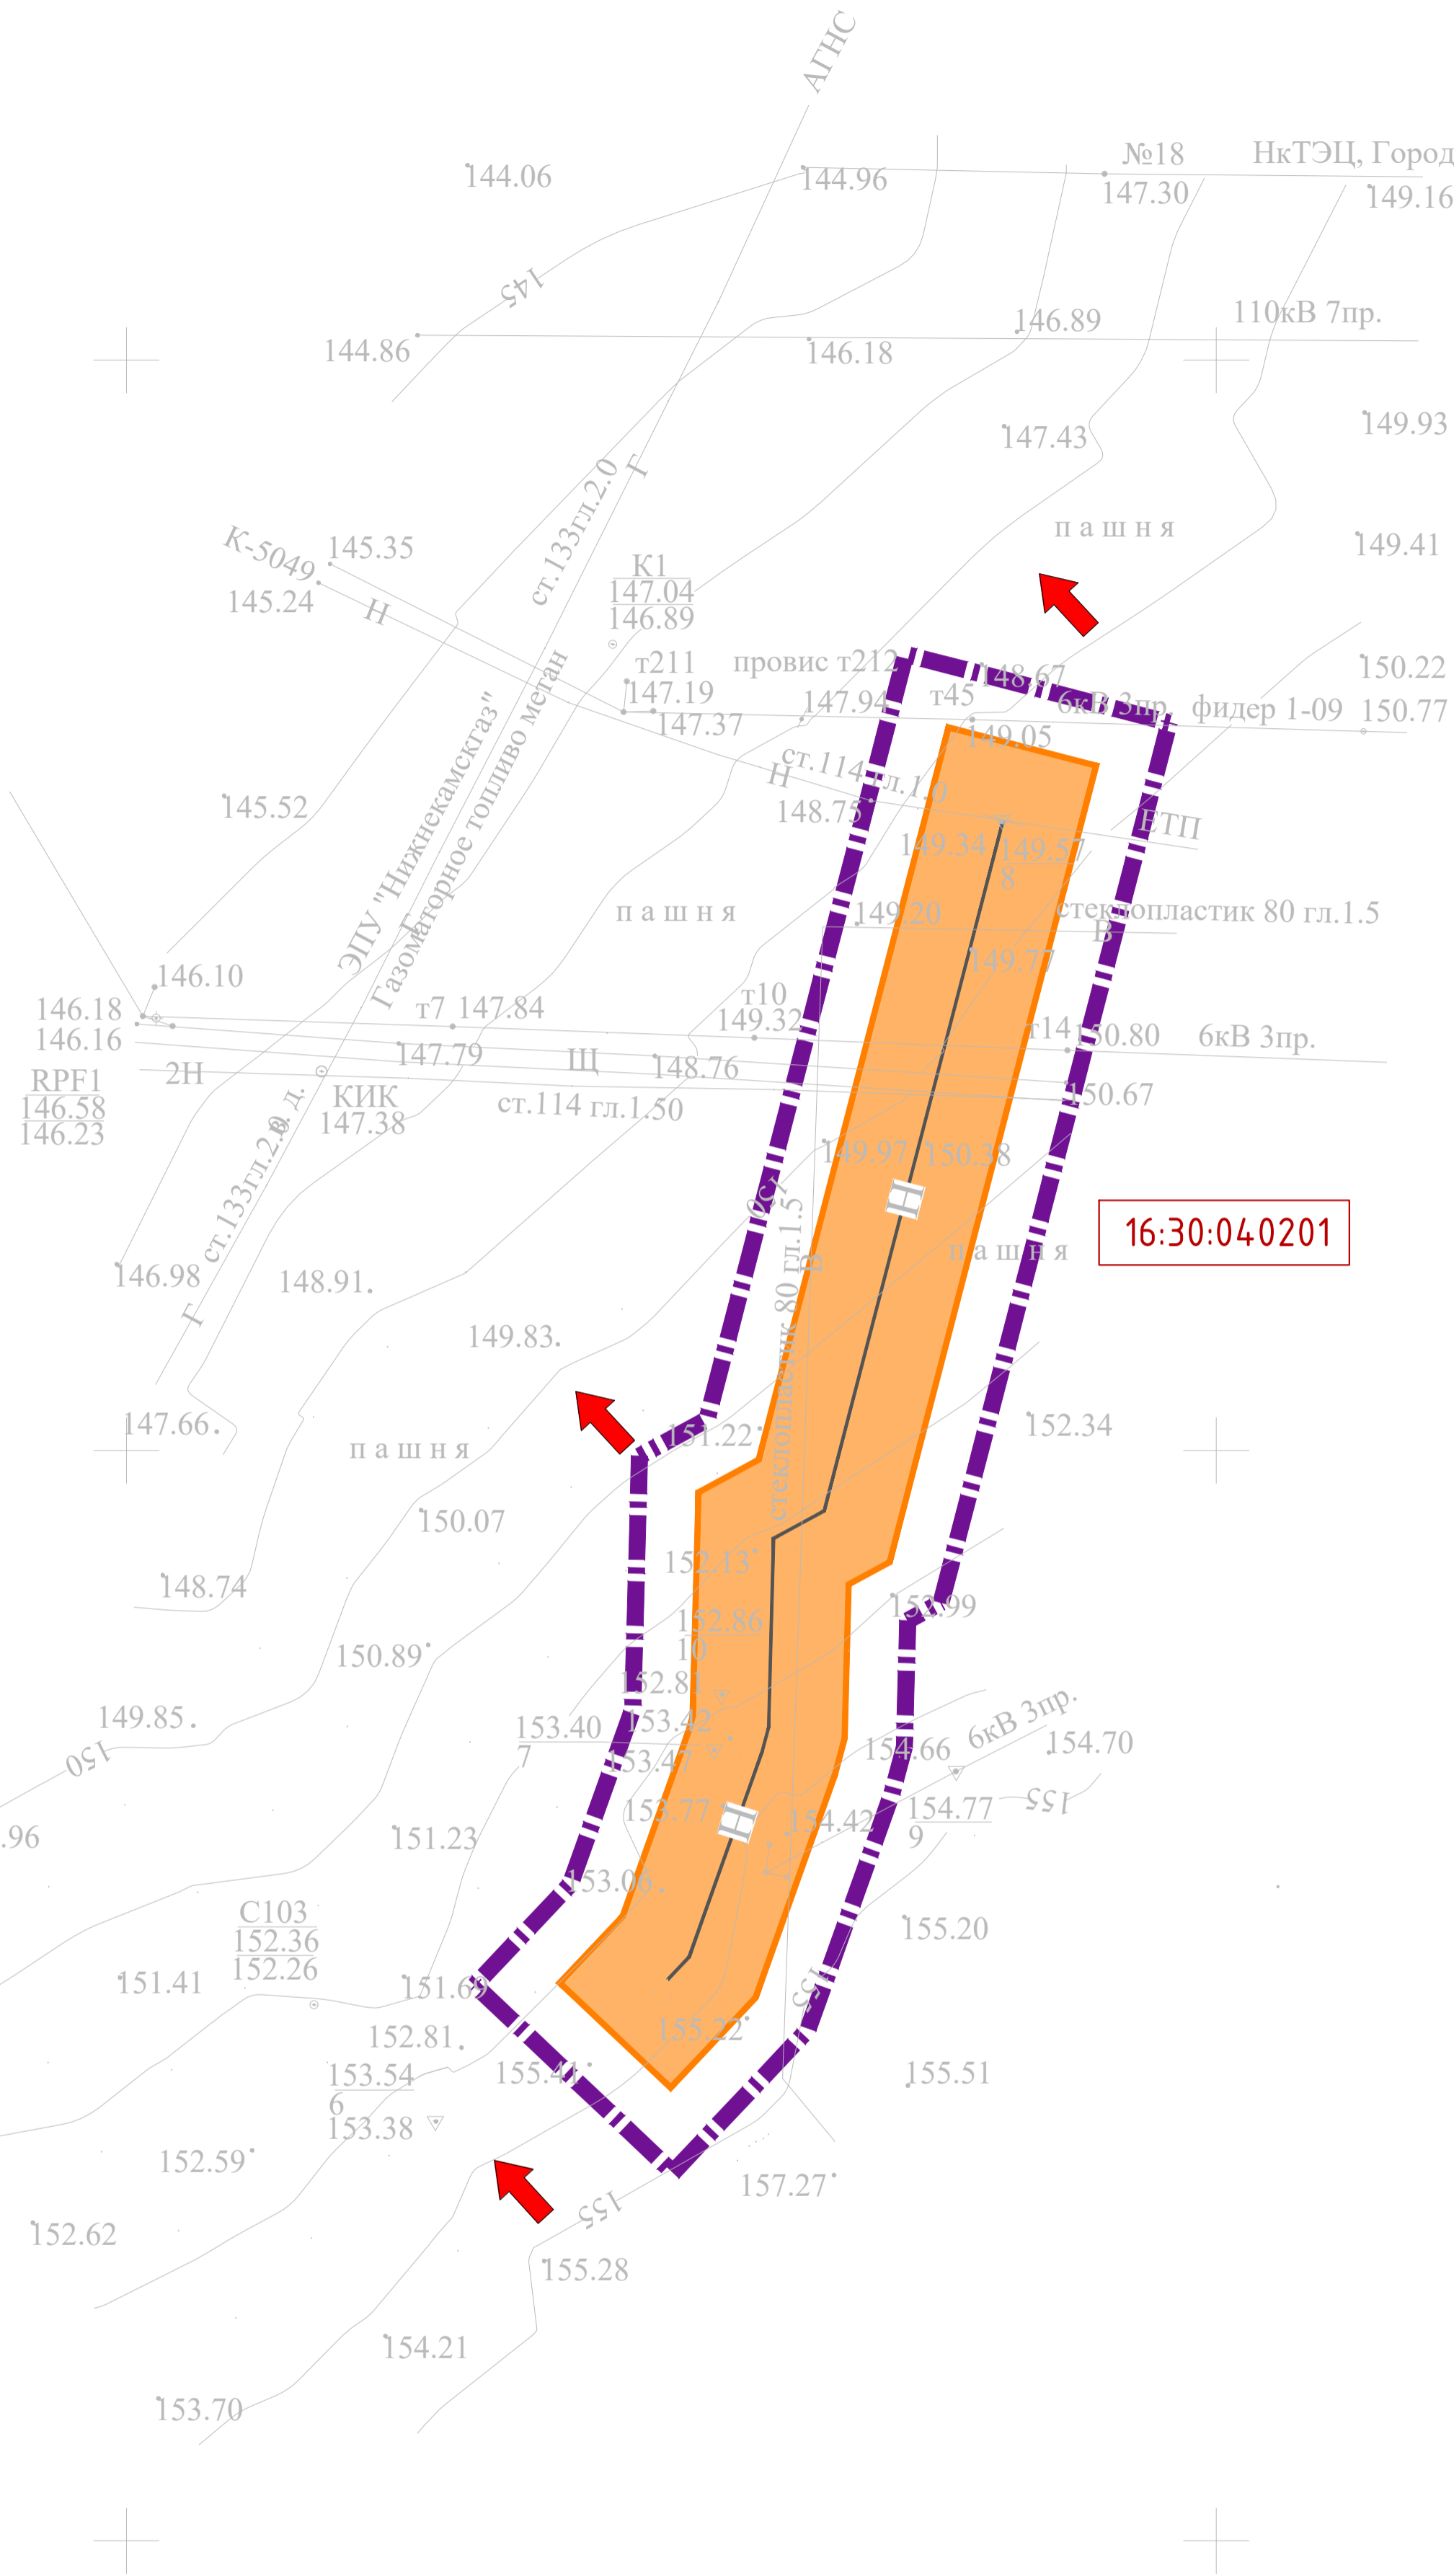 АГНС
№18
НкТЭЦ, Город
144.06
144.96
147.30
149.16
145
110кВ 7пр.
146.89
144.86
146.18
149.93
147.43
ст.133гл.2.0
Г
пашня
149.41
К-5049
145.35
К1
147.04
146.89
145.24
Н
т211
провис т212
148.67
150.22
147.19
147.94
т45
6кВ 3пр.
фидер 1-09
150.77
147.37
149.05
ст.114 гл.1.0
Н
145.52
148.75
ЕТП
149.34
149.57
8
ЭПУ "Нижнекамскгаз"
Газоматорное топливо метан
Г
пашня
149.20
стеклопластик 80 гл.1.5
В
149.77
146.10
146.18
т7 147.84
т10
149.32
т14
150.80
6кВ 3пр.
146.16
147.79
Щ
148.76
2Н
RPF1
146.58
146.23
КИК
147.38
ст.114 гл.1.50
150.67
в. д.
ст.133гл.2.0
149.97
150.38
150
Н
16:30:040201
пашня
стеклопластик 80 гл.1.5
В
146.98
148.91
Г
149.83
147.66
151.22
152.34
пашня
150.07
152.13
148.74
152.99
152.86
10
150.89
152.81
149.85
153.40
7
153.42
153.47
154.66
6кВ 3пр.
154.70
150
153.77
Н
154.42
154.77
9
155
.96
151.23
153.06
С103
152.36
152.26
155.20
151.41
151.69
155
152.81
155.22
153.54
6
153.38
155.41
155.51
152.59
157.27
155
152.62
155.28
154.21
153.70